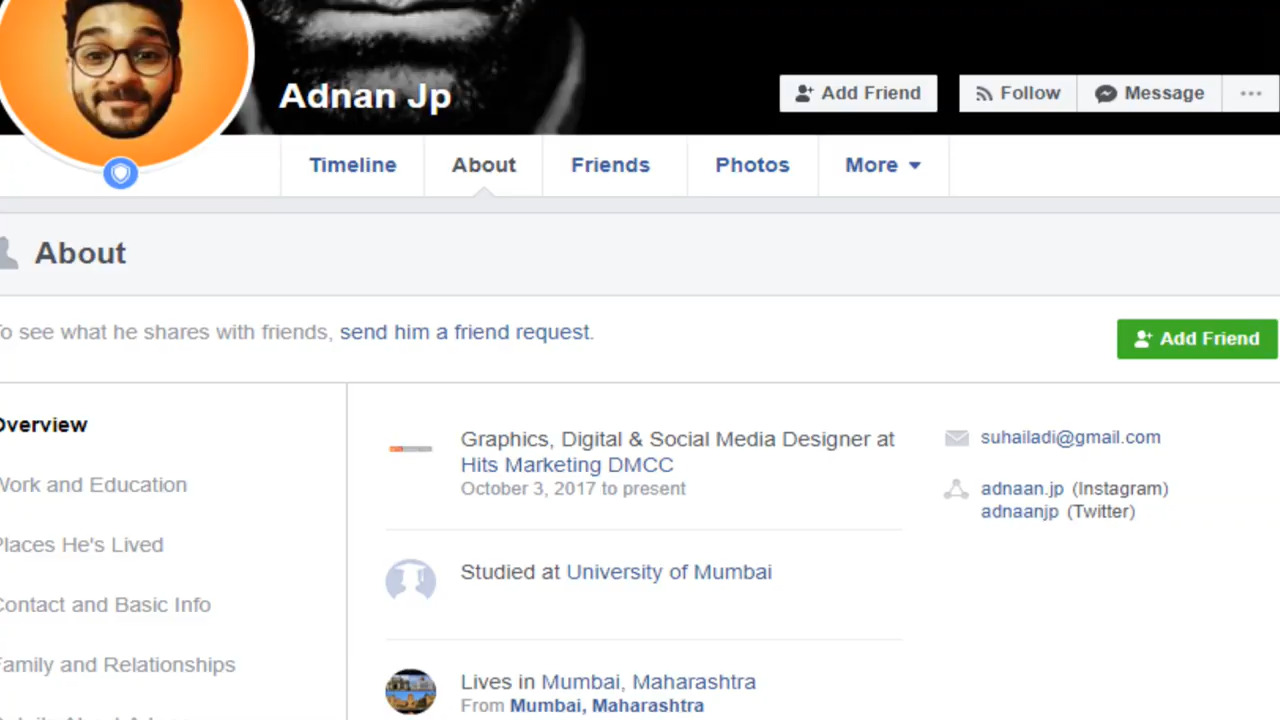 Adnan Jp
Add Friend
Follow
Message
Timeline
About
Friends
Photos
More
About
To see what he shares with friends, send him a friend request.
Add Friend
Overview
Work and Education
Places He's Lived
Contact and Basic Info
Family and Relationships
Graphics, Digital & Social Media Designer at
Hits Marketing DMCC
October 3, 2017 to present
Studied at University of Mumbai
Lives in Mumbai, Maharashtra
From Mumbai, Maharashtra
suhailadi@gmail.com
adnaan.jp (Instagram)
adnaanjp (Twitter)